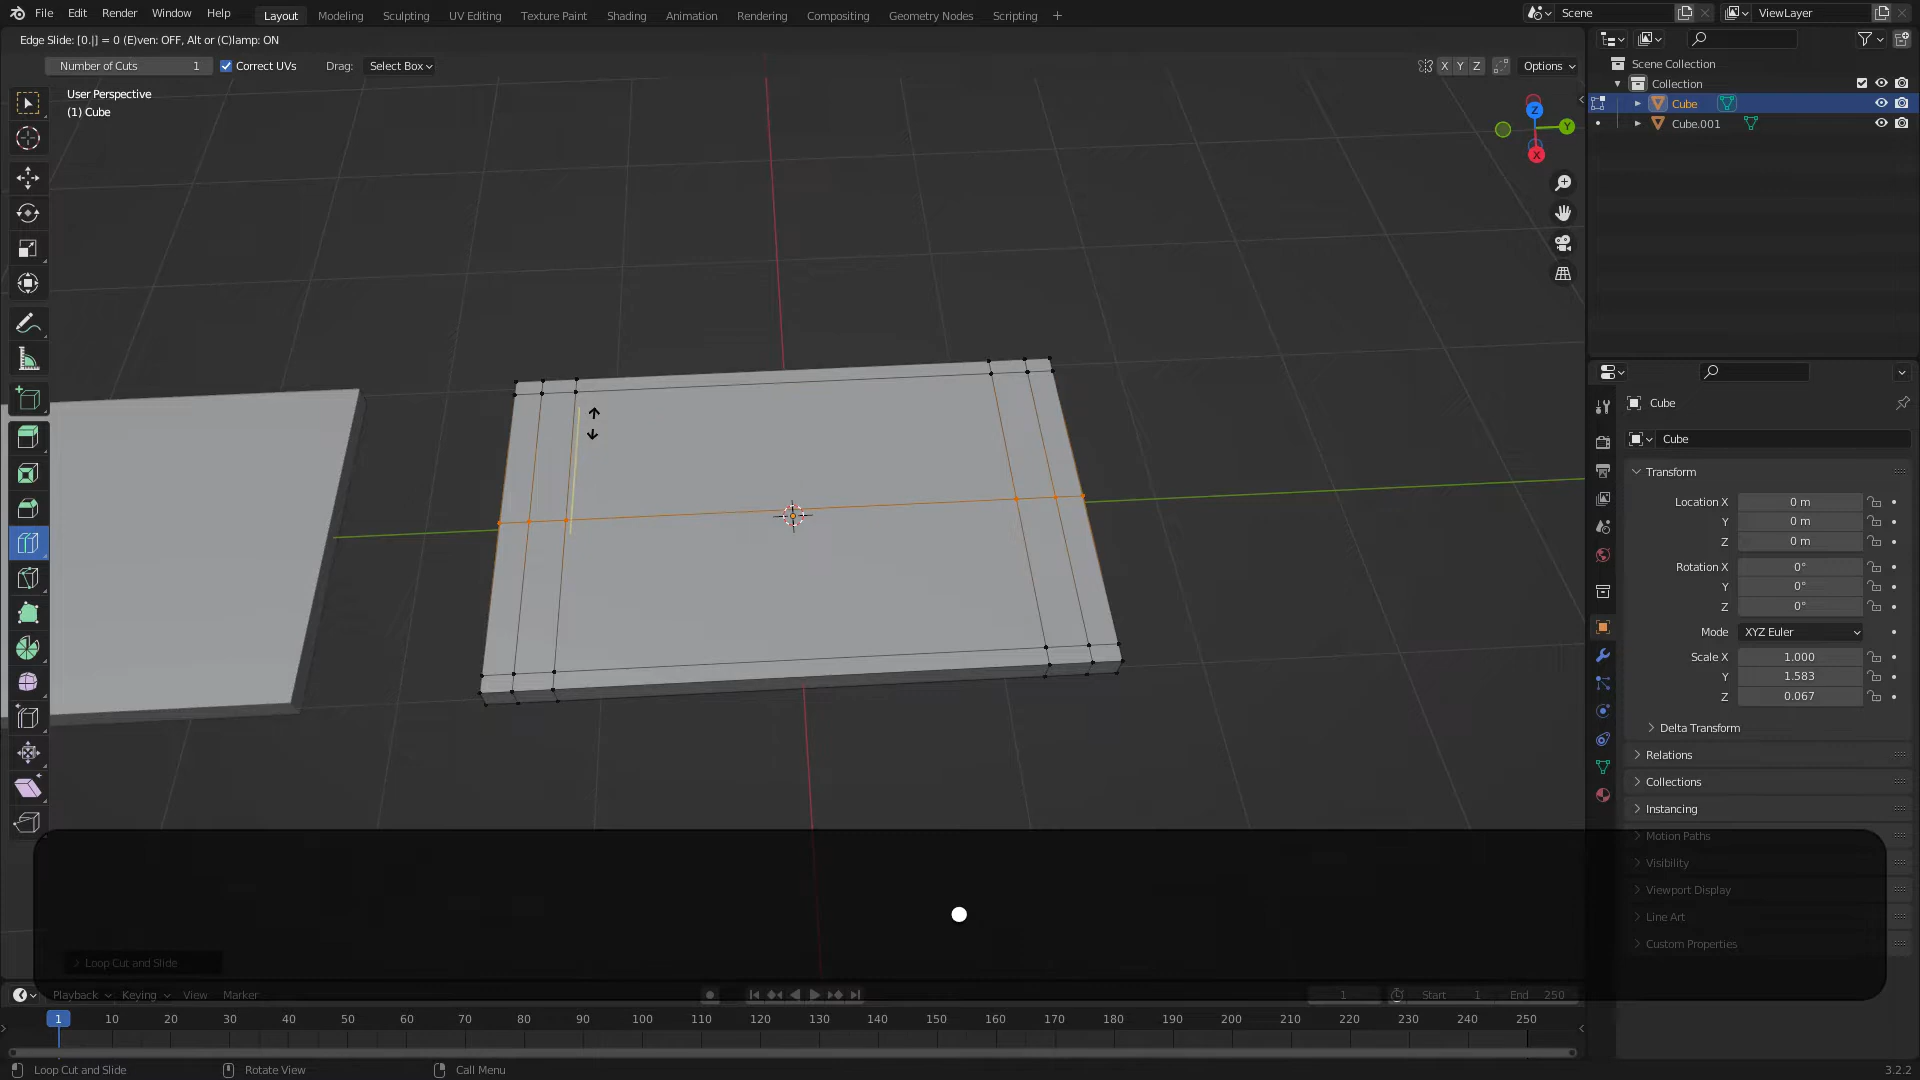 File Edit Render Window Help
Layout Modeling Sculpting UV Editing Texture Paint Shading Animation Rendering Compositing Geometry Nodes Scripting +
Scene
ViewLayer
Edge Slide: [0.|] = 0 (E)ven: OFF, Alt or (C)lamp: ON
Number of Cuts 1
Correct UVs
Drag: Select Box
X Y Z
Options
User Perspective
(1) Cube
Z
Y
X
Scene Collection
Collection
Cube
Cube.001
Cube
Cube
Transform
Location X 0 m
Y 0 m
Z 0 m
Rotation X 0°
Y 0°
Z 0°
Mode XYZ Euler
Scale X 1.000
Y 1.583
Z 0.067
Delta Transform
Relations
Collections
Instancing
Motion Paths
Visibility
Viewport Display
Line Art
Custom Properties
Loop Cut and Slide
Playback Keying View Marker
1 Start 1 End 250
1 10 20 30 40 50 60 70 80 90 100 110 120 130 140 150 160 170 180 190 200 210 220 230 240 250
Loop Cut and Slide Rotate View Call Menu
3.2.2